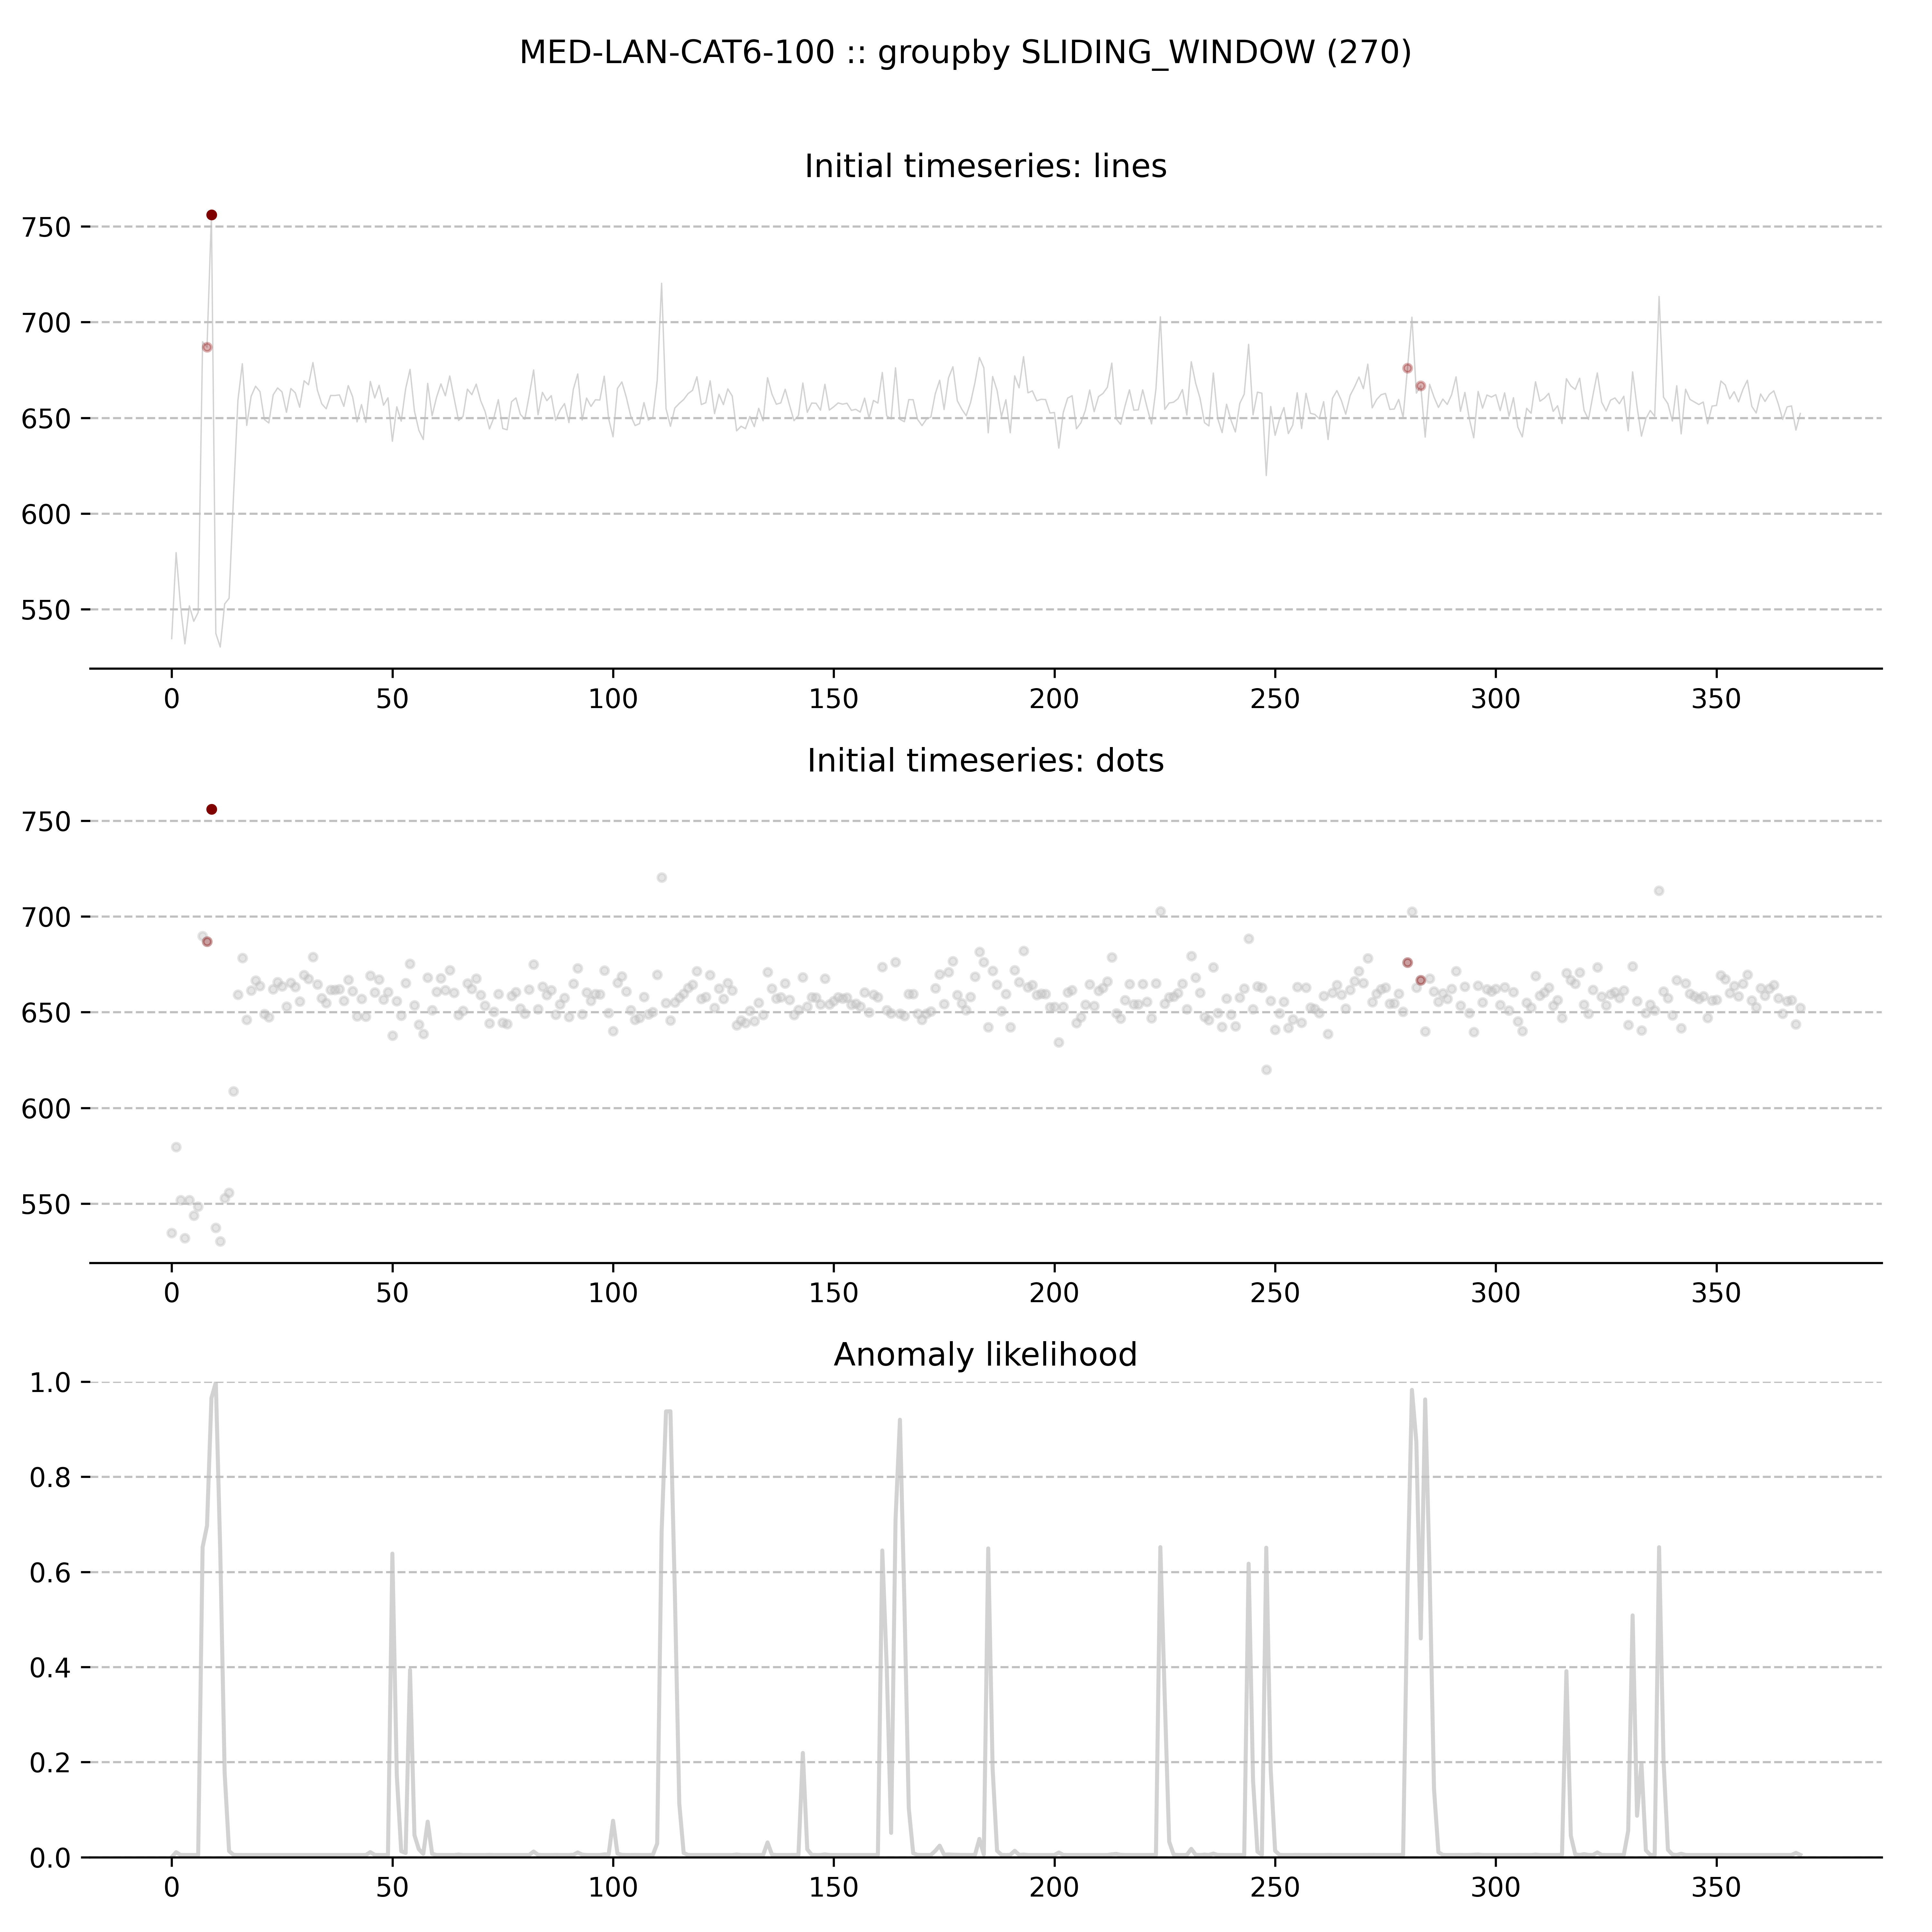 MED-LAN-CAT6-100 :: groupby SLIDING_WINDOW (270)
Initial timeseries: lines
750
700
650
600
550
0 50 100 150 200 250 300 350
Initial timeseries: dots
750
700
650
600
550
0 50 100 150 200 250 300 350
Anomaly likelihood
1.0
0.8
0.6
0.4
0.2
0.0
0 50 100 150 200 250 300 350